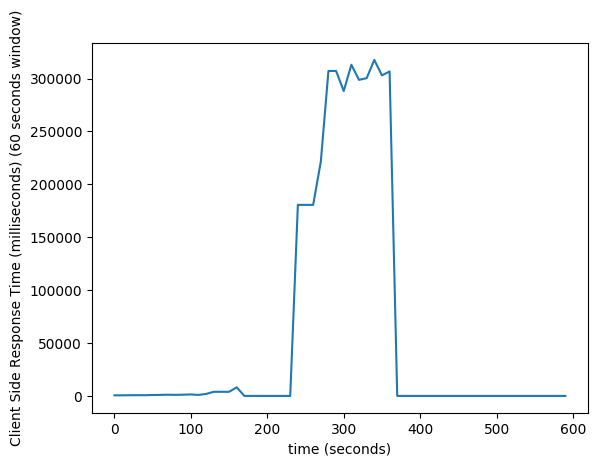 Client Side Response Time (milliseconds) (60 seconds window)
300000
250000
200000
150000
100000
50000
0
0 100 200 300 400 500 600
time (seconds)